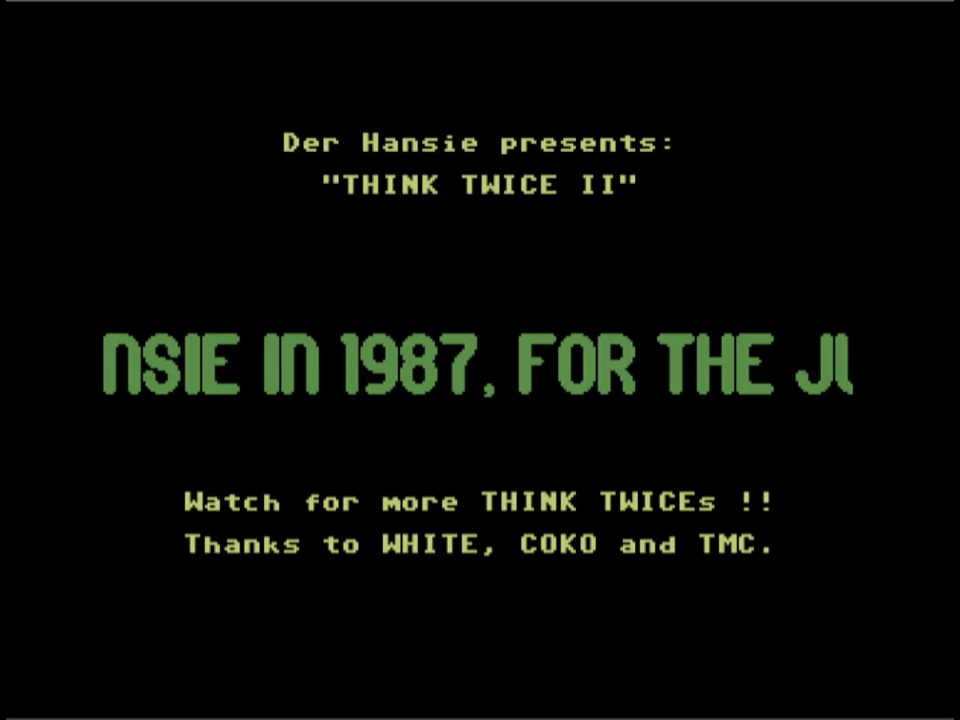 Der Hansie presents:
"THINK TWICE II"
NSIE IN 1987, FOR THE
Watch for more THINK TWICEs !!
Thanks to WHITE, COKO and TMC.